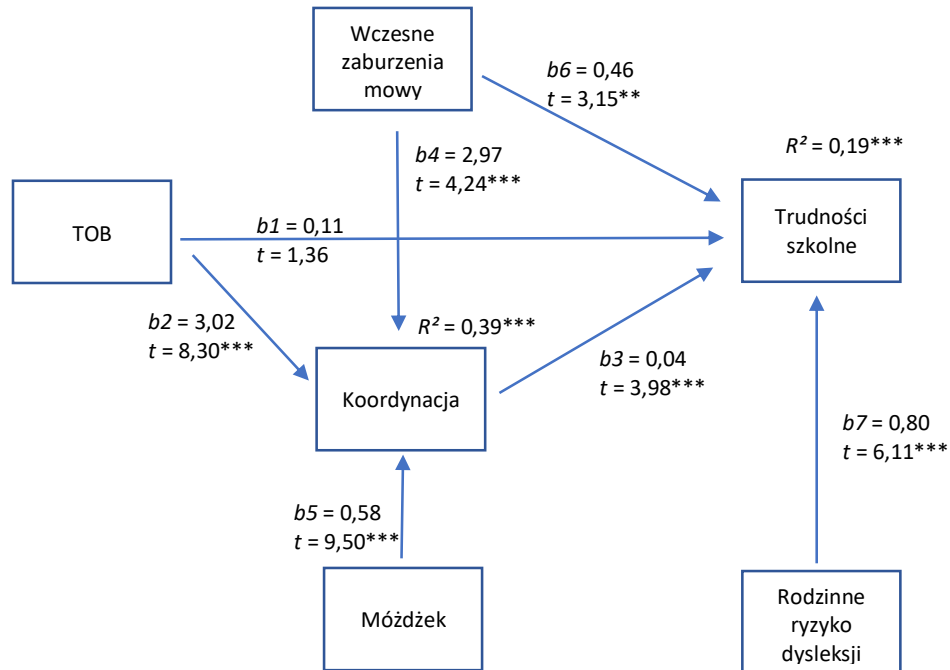 Wczesne
zaburzenia
mowy
b6 = 0,46
t = 3,15**
b4 = 2,97
t = 4,24***
R² = 0,19***
TOB
b1 = 0,11
t = 1,36
Trudności
szkolne
b2 = 3,02
t = 8,30***
R² = 0,39***
Koordynacja
b3 = 0,04
t = 3,98***
b7 = 0,80
t = 6,11***
b5 = 0,58
t = 9,50***
Móżdżek
Rodzinne
ryzyko
dysleksji